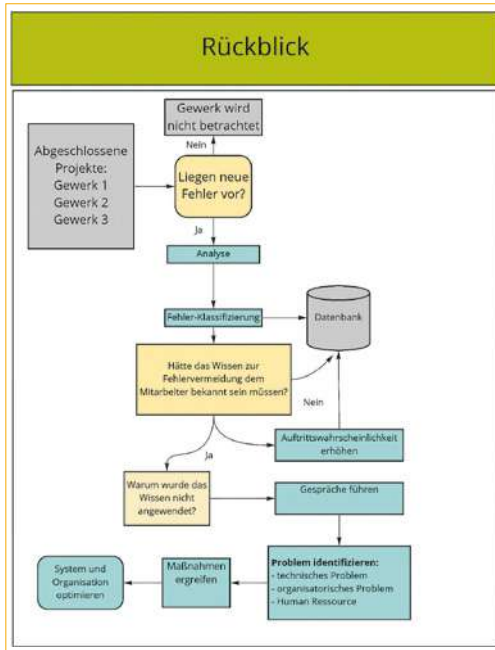 Rückblick
Gewerk wird
nicht betrachtet
Nein
Abgeschlossene
Projekte:
Gewerk 1
Gewerk 2
Gewerk 3
Liegen neue
Fehler vor?
Ja
Analyse
Fehler-Klassifizierung
Datenbank
Hätte das Wissen zur
Fehlervermeidung dem
Mitarbeiter bekannt sein müssen?
Nein
Auftrittswahrscheinlichkeit
erhöhen
Ja
Warum wurde das
Wissen nicht
angewendet?
Gespräche führen
Problem identifizieren:
- technisches Problem
- organisatorisches Problem
- Human Ressource
Maßnahmen
ergreifen
System und
Organisation
optimieren